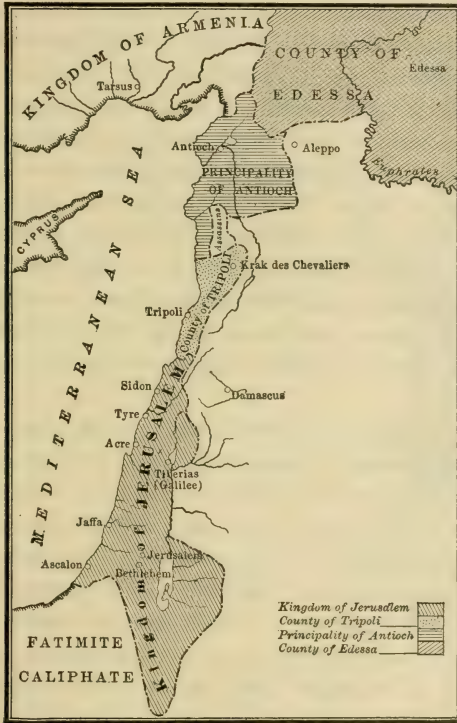 KINGDOM OF ARMENIA
COUNTY OF
EDESSA
Edessa
Tarsus
Antioch
Aleppo
PRINCIPALITY
OF ANTIOCH
Euphrates
CYPRUS
MEDITERRANEAN SEA
Assassins
Krak des Chevaliers
County of TRIPOLI
Tripoli
Sidon
Damascus
Tyre
Acre
Tiberias
(Galilee)
Kingdom of JERUSALEM
Jaffa
Jerusalem
Ascalon
Bethlehem
FATIMITE
CALIPHATE
Kingdom of Jerusalem
County of Tripoli
Principality of Antioch
County of Edessa